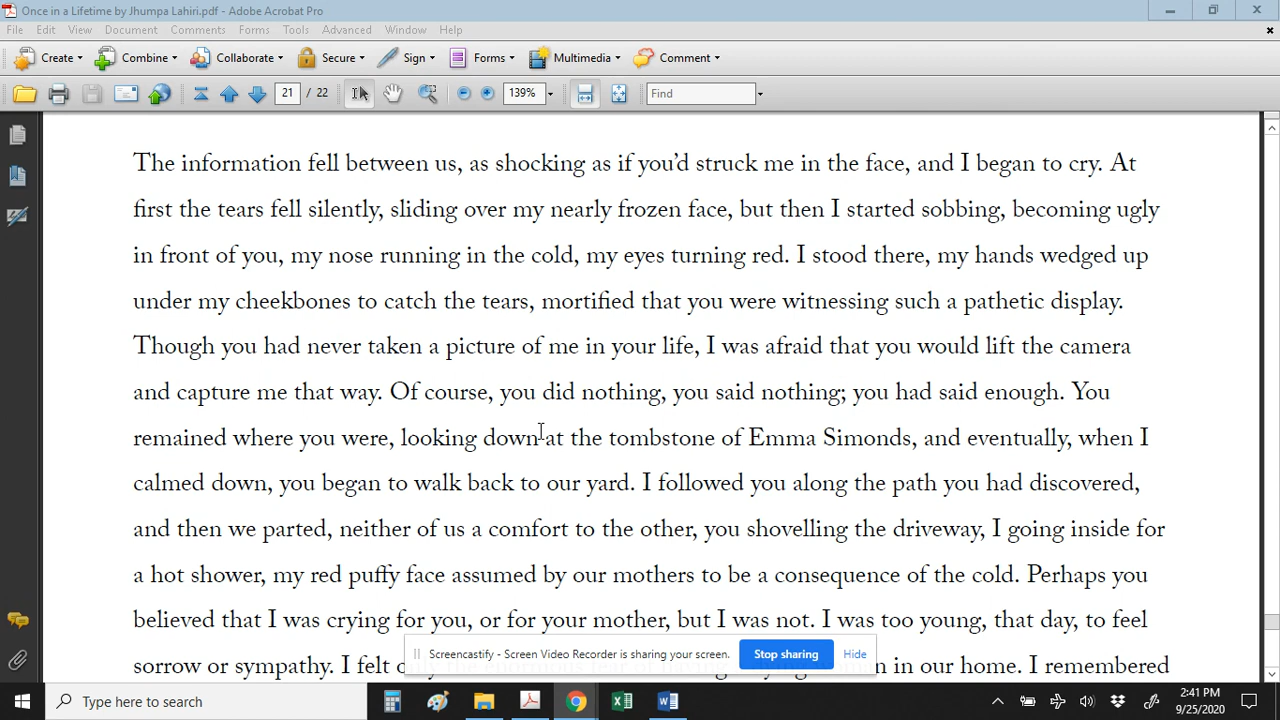 Once in a Lifetime by Jhumpa Lahiri.pdf - Adobe Acrobat Pro
File Edit View Document Comments Forms Tools Advanced Window Help
Create Combine Collaborate Secure Sign Forms Multimedia Comment
21 / 22 139% Find
The information fell between us, as shocking as if you’d struck me in the face, and I began to cry. At
first the tears fell silently, sliding over my nearly frozen face, but then I started sobbing, becoming ugly
in front of you, my nose running in the cold, my eyes turning red. I stood there, my hands wedged up
under my cheekbones to catch the tears, mortified that you were witnessing such a pathetic display.
Though you had never taken a picture of me in your life, I was afraid that you would lift the camera
and capture me that way. Of course, you did nothing, you said nothing; you had said enough. You
remained where you were, looking down at the tombstone of Emma Simonds, and eventually, when I
calmed down, you began to walk back to our yard. I followed you along the path you had discovered,
and then we parted, neither of us a comfort to the other, you shovelling the driveway, I going inside for
a hot shower, my red puffy face assumed by our mothers to be a consequence of the cold. Perhaps you
believed that I was crying for you, or for your mother, but I was not. I was too young, that day, to feel
sorrow or sympathy. I felt in our home. I remembered
Screencastify - Screen Video Recorder is sharing your screen. Stop sharing Hide
Type here to search
2:41 PM
9/25/2020